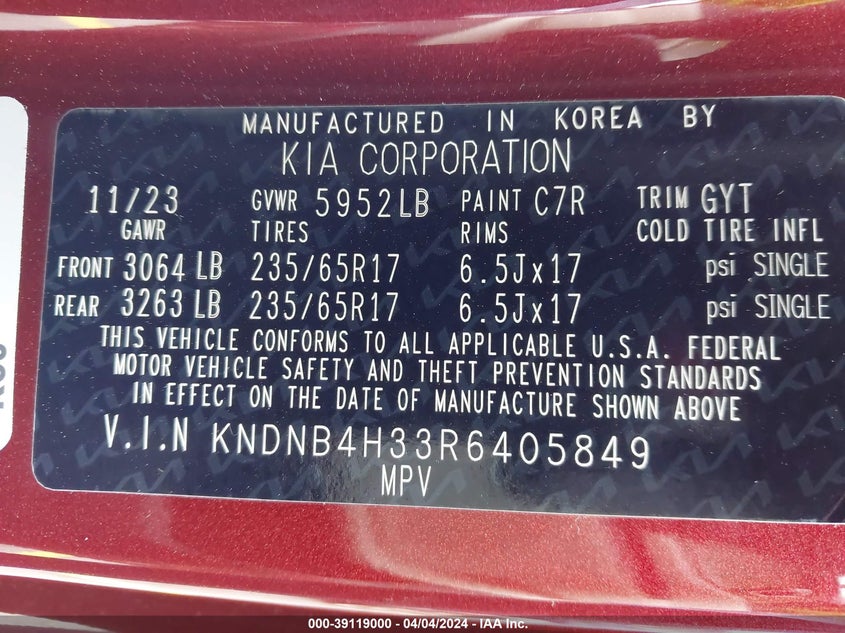 MANUFACTURED IN KOREA BY
KIA CORPORATION
11/23 GVWR 5952LB PAINT C7R TRIM GYT
GAWR TIRES RIMS COLD TIRE INFL
FRONT 3064 LB 235/65R17 6.5Jx17 psi SINGLE
REAR 3263 LB 235/65R17 6.5Jx17 psi SINGLE
THIS VEHICLE CONFORMS TO ALL APPLICABLE U.S.A. FEDERAL
MOTOR VEHICLE SAFETY AND THEFT PREVENTION STANDARDS
IN EFFECT ON THE DATE OF MANUFACTURE SHOWN ABOVE
V.I.N KNDNB4H33R6405849
MPV
000-39119000 - 04/04/2024 - IAA Inc.